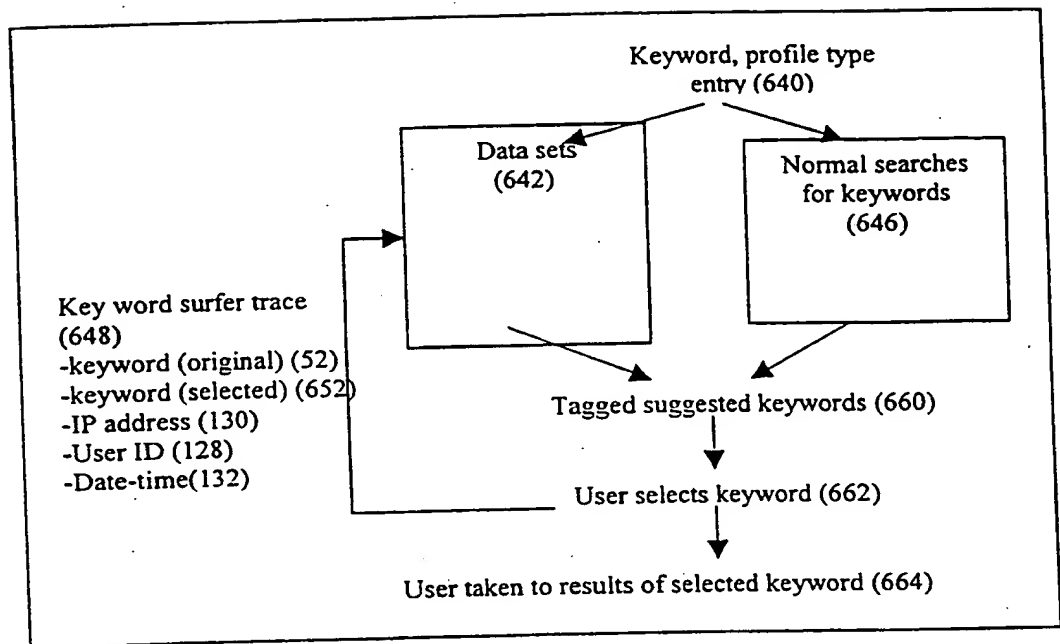 Keyword, profile type
entry (640)
Data sets
(642)
Normal searches
for keywords
(646)
Key word surfer trace
(648)
-keyword (original) (52)
-keyword (selected) (652)
-IP address (130)
-User ID (128)
-Date-time(132)
Tagged suggested keywords (660)
User selects keyword (662)
User taken to results of selected keyword (664)